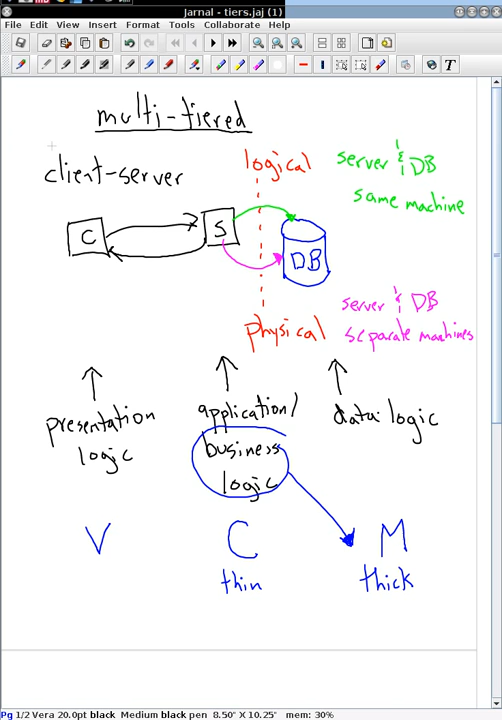 Jarnal - tiers.jaj (1)
File Edit View Insert Format Tools Collaborate Help
T
multi-tiered
client-server
logical
server & DB
same machine
C
S
DB
physical
server & DB
separate machines
presentation
logic
application/
business
logic
data logic
V
C
M
thin
thick
Pg 1/2 Vera 20.0pt black Medium black pen 8.50" X 10.25" mem: 30%